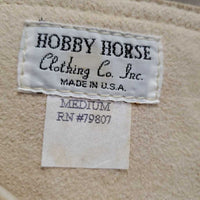 HOBBY HORSE
Clothing Co. Inc.
MADE IN U.S.A.
MEDIUM
RN #79807